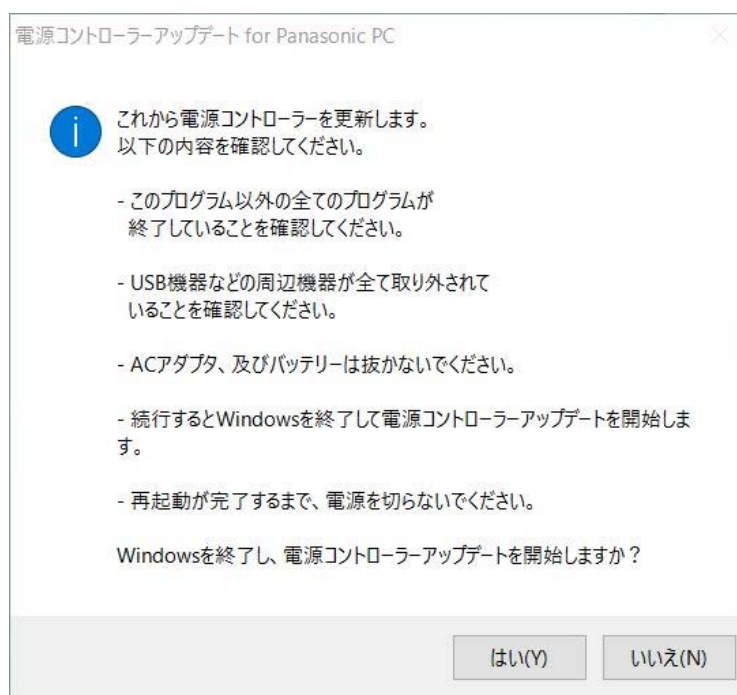 電源コントローラーアップデート for Panasonic PC
これから電源コントローラーを更新します。
以下の内容を確認してください。
- このプログラム以外の全てのプログラムが
終了していることを確認してください。
- USB機器などの周辺機器が全て取り外されて
いることを確認してください。
- ACアダプタ、及びバッテリーは抜かないでください。
- 続行するとWindowsを終了して電源コントローラーアップデートを開始しま
す。
- 再起動が完了するまで、電源を切らないでください。
Windowsを終了し、電源コントローラーアップデートを開始しますか？
はい(Y)
いいえ(N)